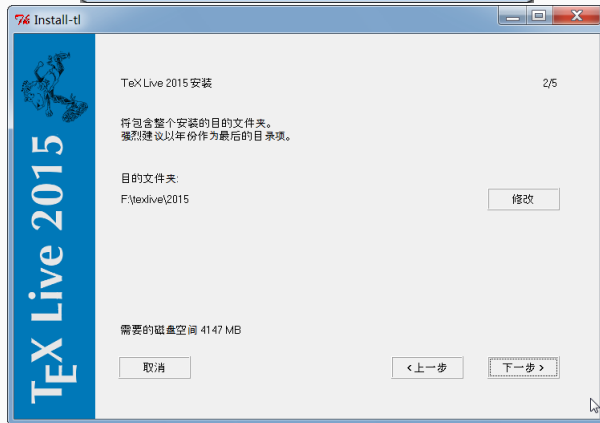 Install-tl
TeX Live 2015
TeX Live 2015 安装
2/5
将包含整个安装的目的文件夹。
强烈建议以年份作为最后的目录项。
目的文件夹:
F:\texlive\2015
修改
需要的磁盘空间 4147 MB
取消
<上一步
下一步>